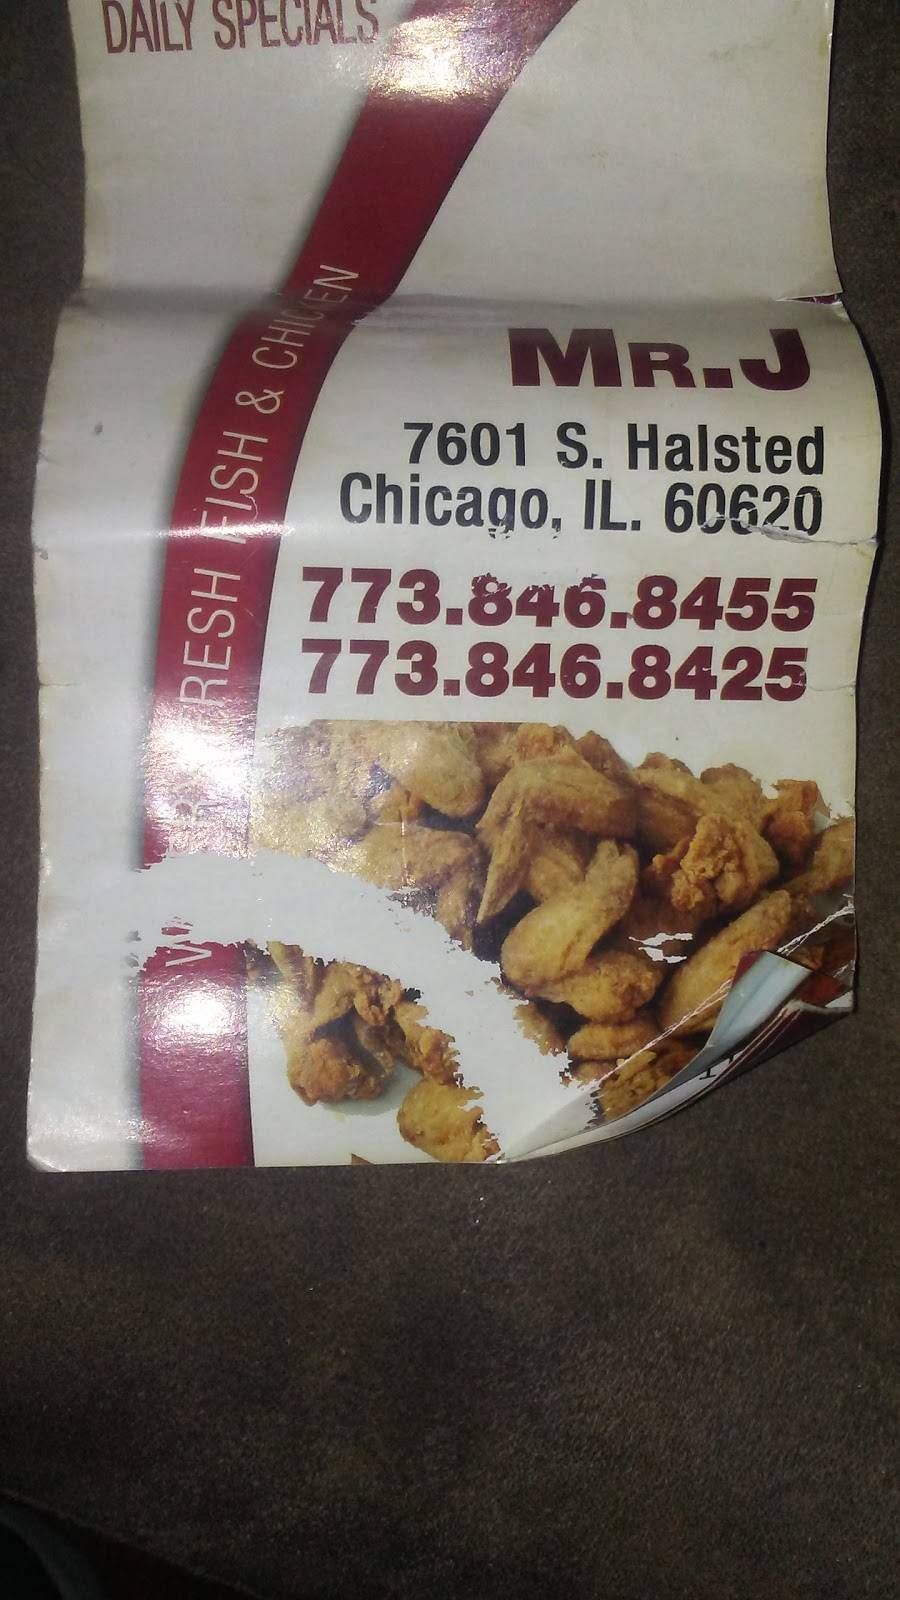 DAILY SPECIALS
Mr.J
7601 S. Halsted
Chicago, IL. 60620
773.846.8455
773.846.8425
FRESH FISH & CHICKEN